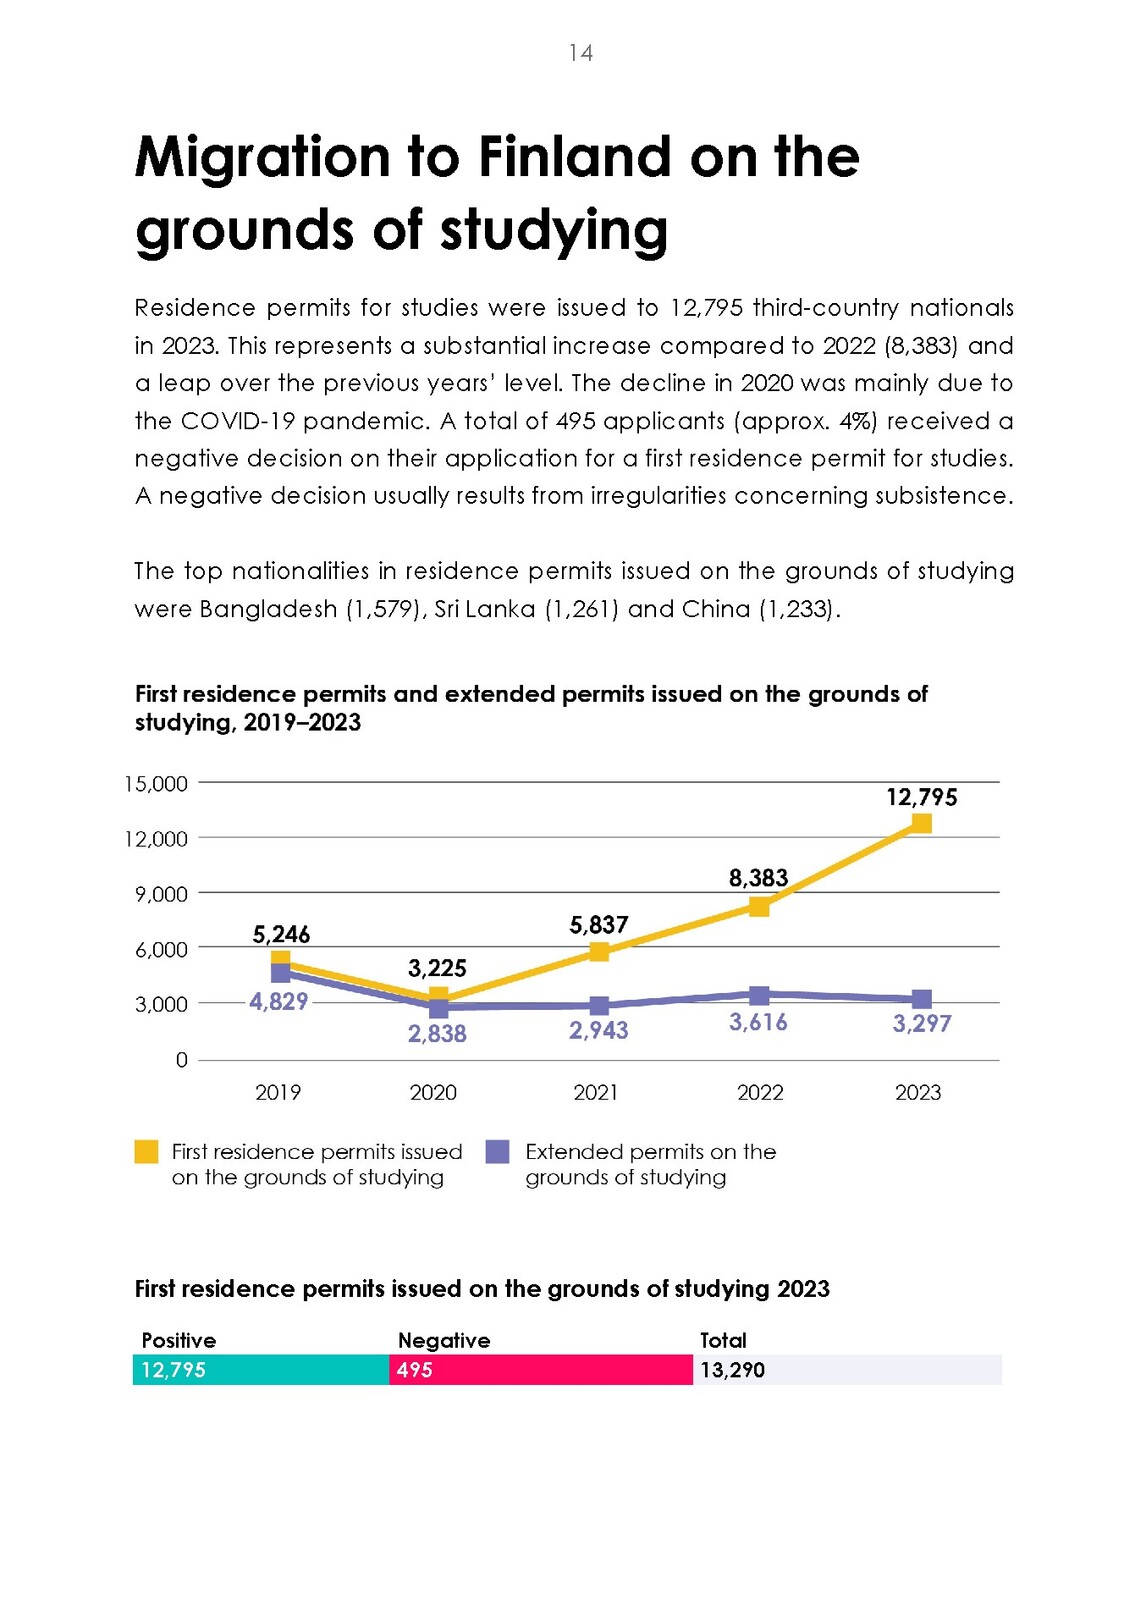 14
Migration to Finland on the
grounds of studying
Residence permits for studies were issued to 12,795 third-country nationals
in 2023. This represents a substantial increase compared to 2022 (8,383) and
a leap over the previous years’ level. The decline in 2020 was mainly due to
the COVID-19 pandemic. A total of 495 applicants (approx. 4%) received a
negative decision on their application for a first residence permit for studies.
A negative decision usually results from irregularities concerning subsistence.
The top nationalities in residence permits issued on the grounds of studying
were Bangladesh (1,579), Sri Lanka (1,261) and China (1,233).
First residence permits and extended permits issued on the grounds of
studying, 2019–2023
15,000
12,795
12,000
8,383
9,000
5,837
5,246
6,000
3,225
3,000
4,829
2,838
2,943
3,616
3,297
0
2019 2020 2021 2022 2023
First residence permits issued
on the grounds of studying
Extended permits on the
grounds of studying
First residence permits issued on the grounds of studying 2023
Positive Negative Total
12,795 495 13,290